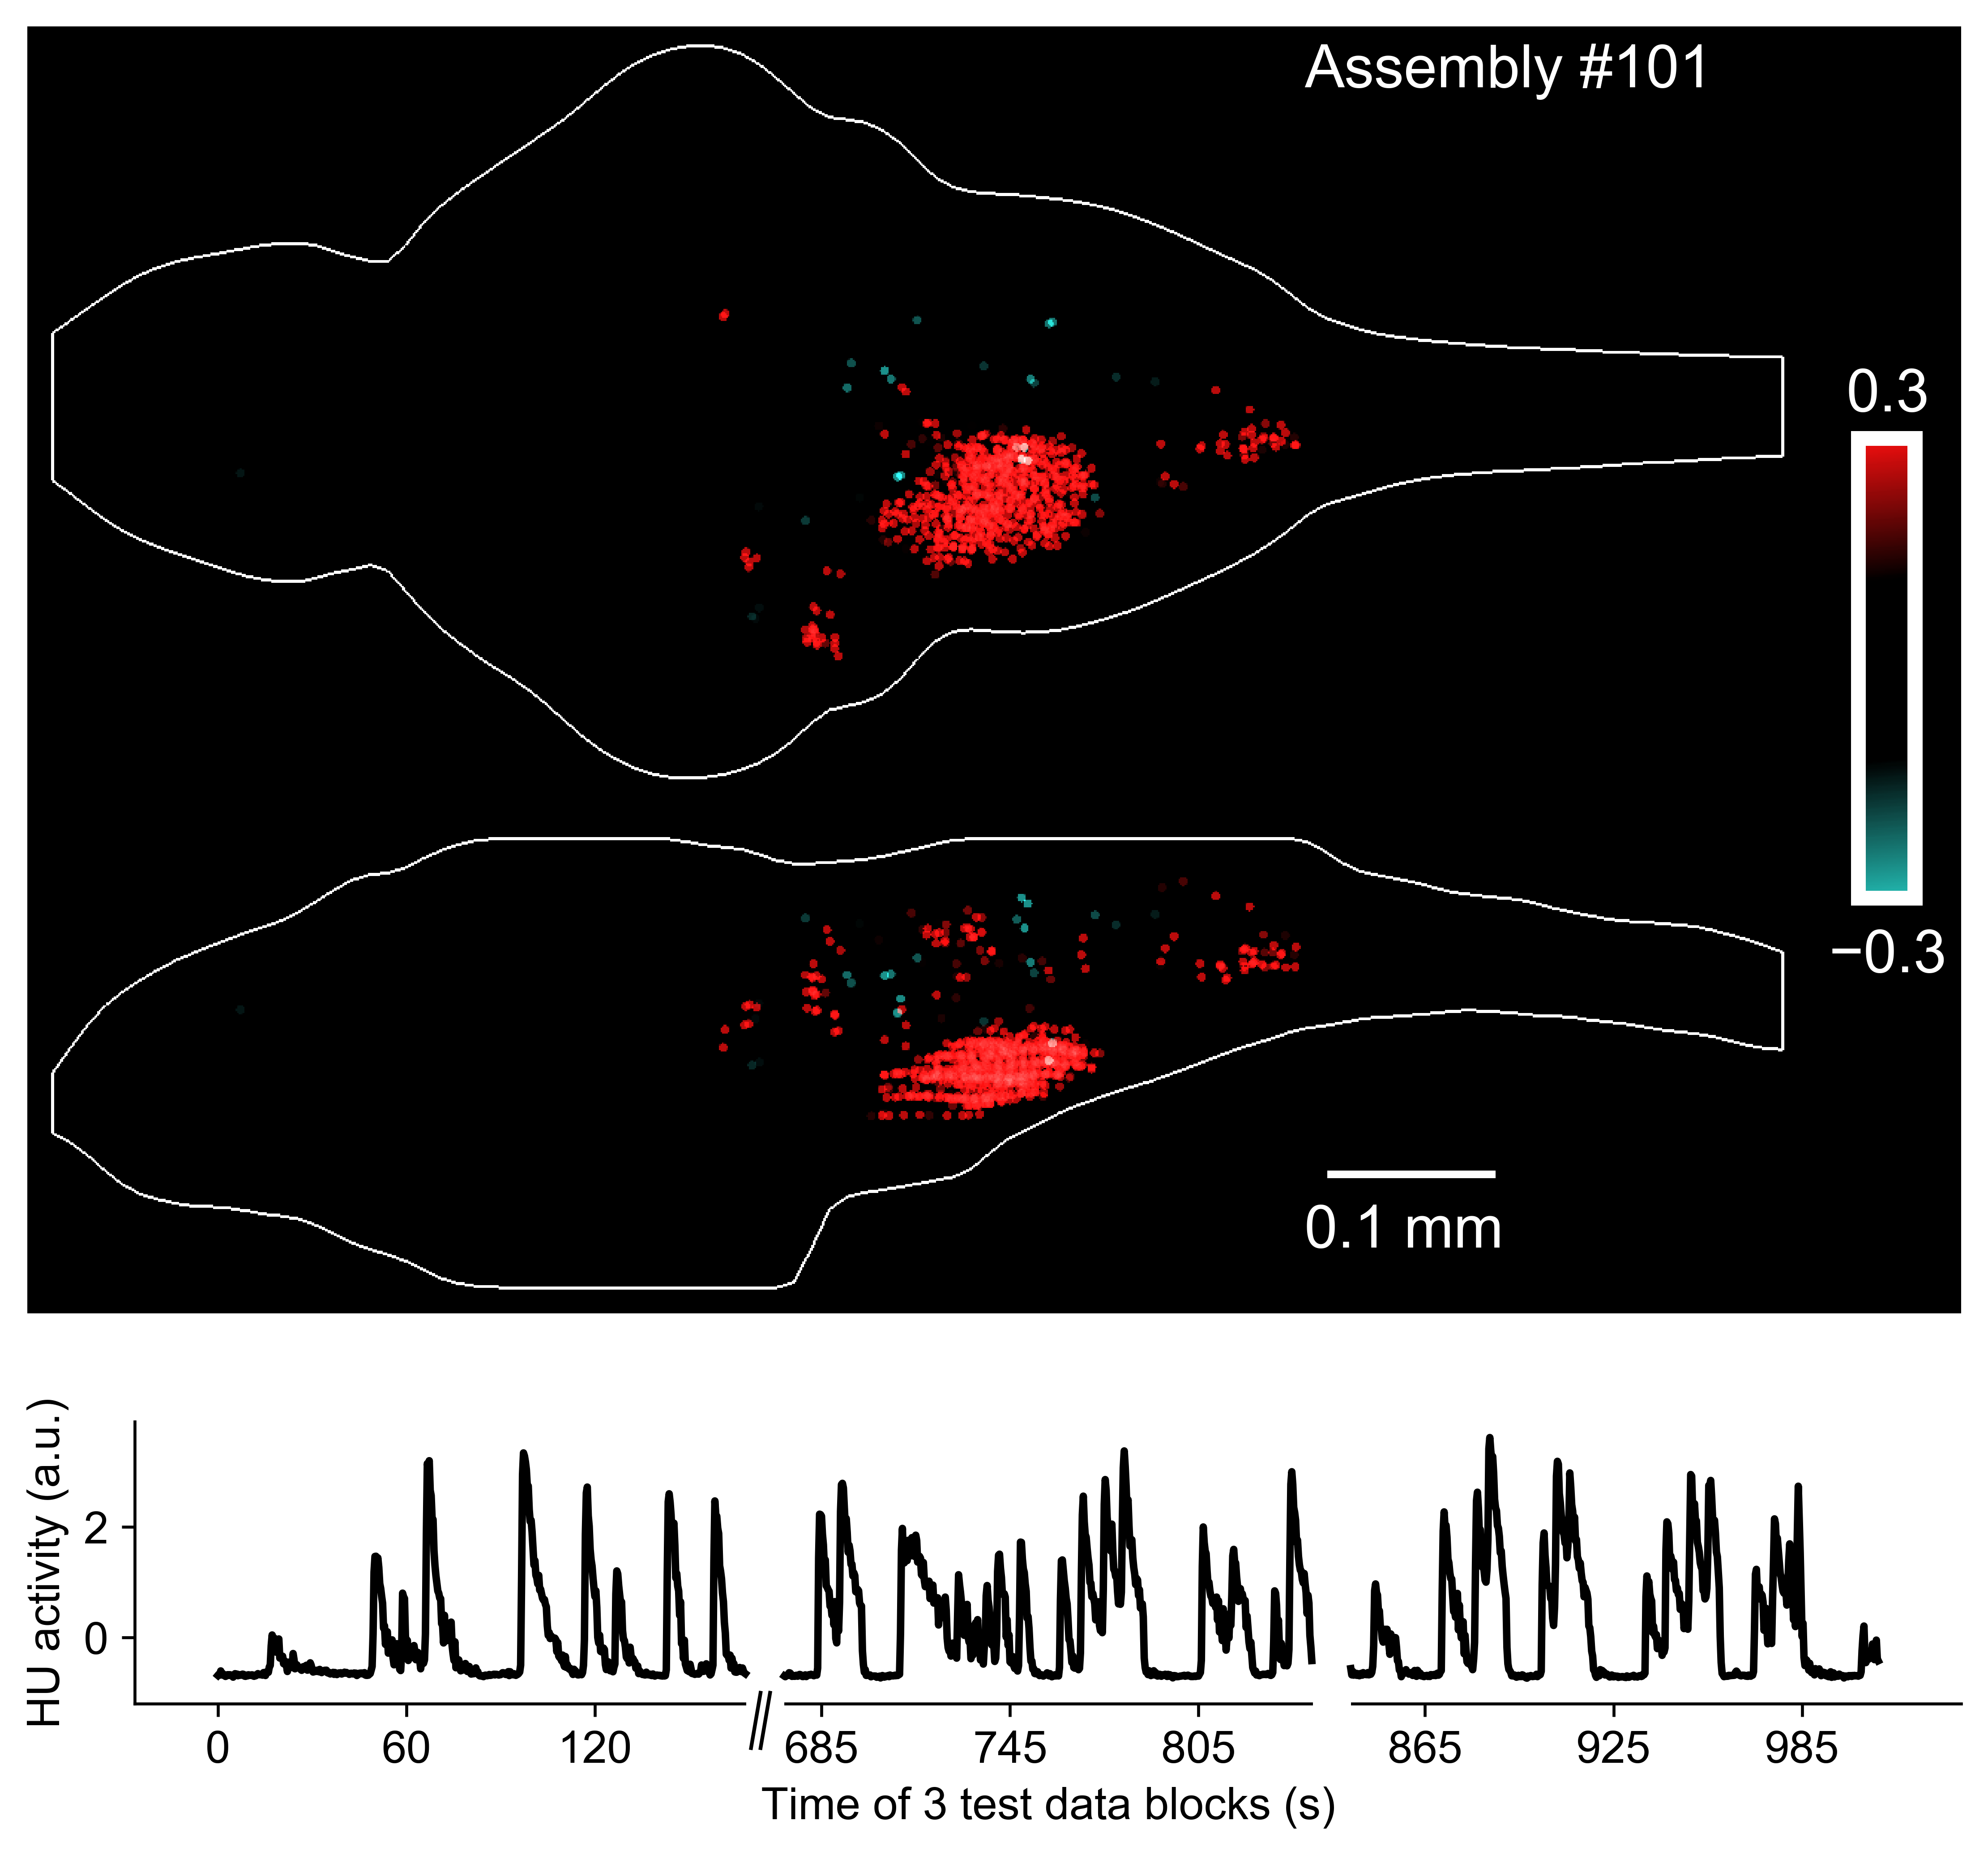 Assembly #101
0.3
−0.3
0.1 mm
HU activity (a.u.)
2
0
0 60 120 685 745 805 865 925 985
Time of 3 test data blocks (s)